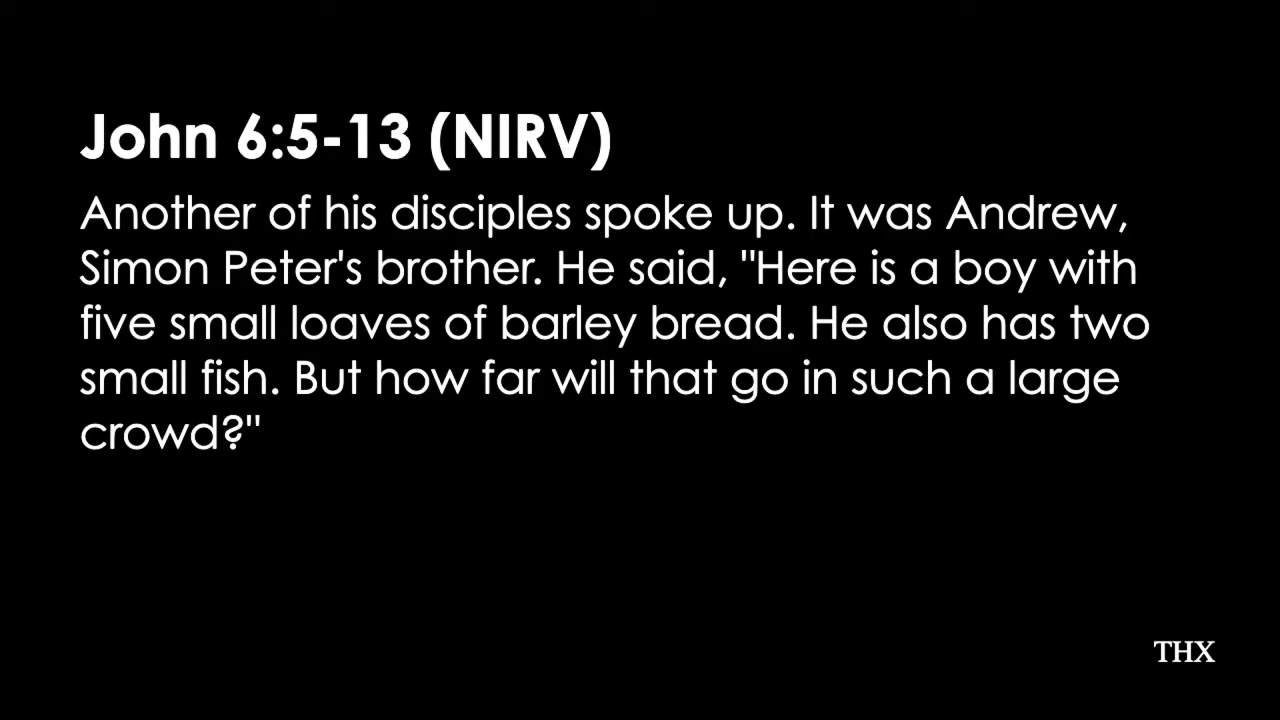 John 6:5-13 (NIRV)
Another of his disciples spoke up. It was Andrew,
Simon Peter's brother. He said, "Here is a boy with
five small loaves of barley bread. He also has two
small fish. But how far will that go in such a large
crowd?"
THX